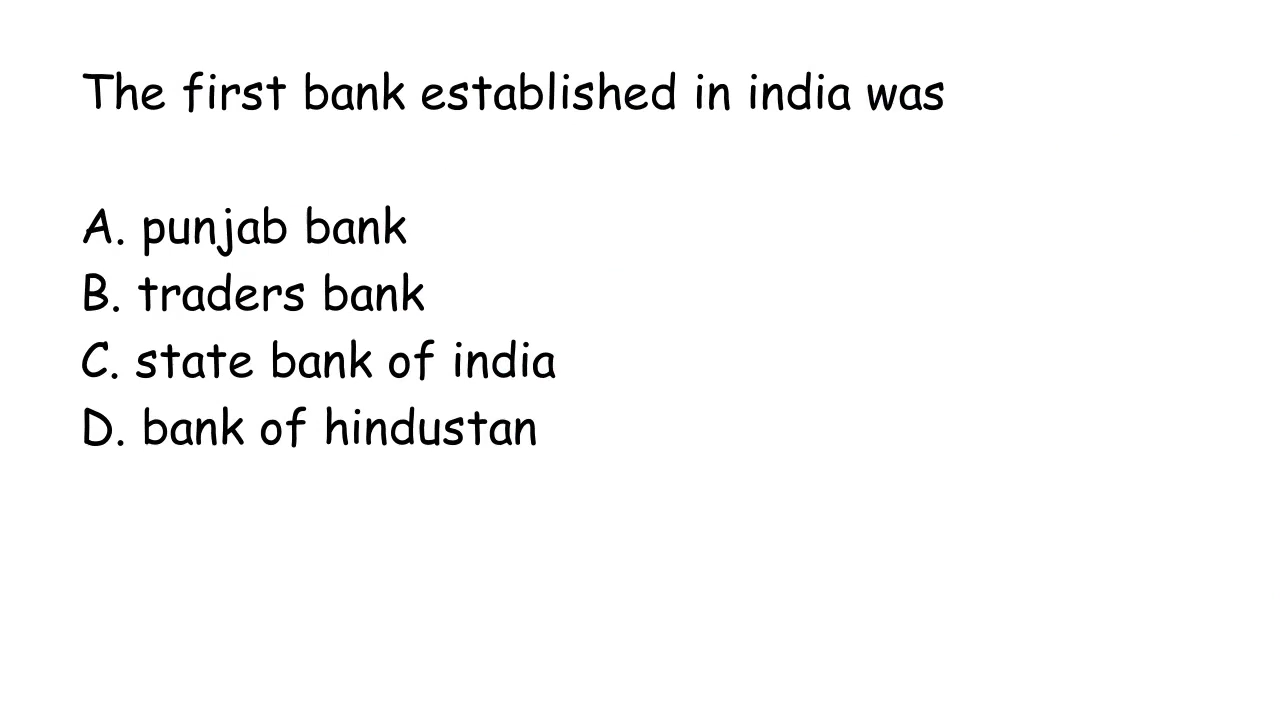 The first bank established in india was
A. punjab bank
B. traders bank
C. state bank of india
D. bank of hindustan